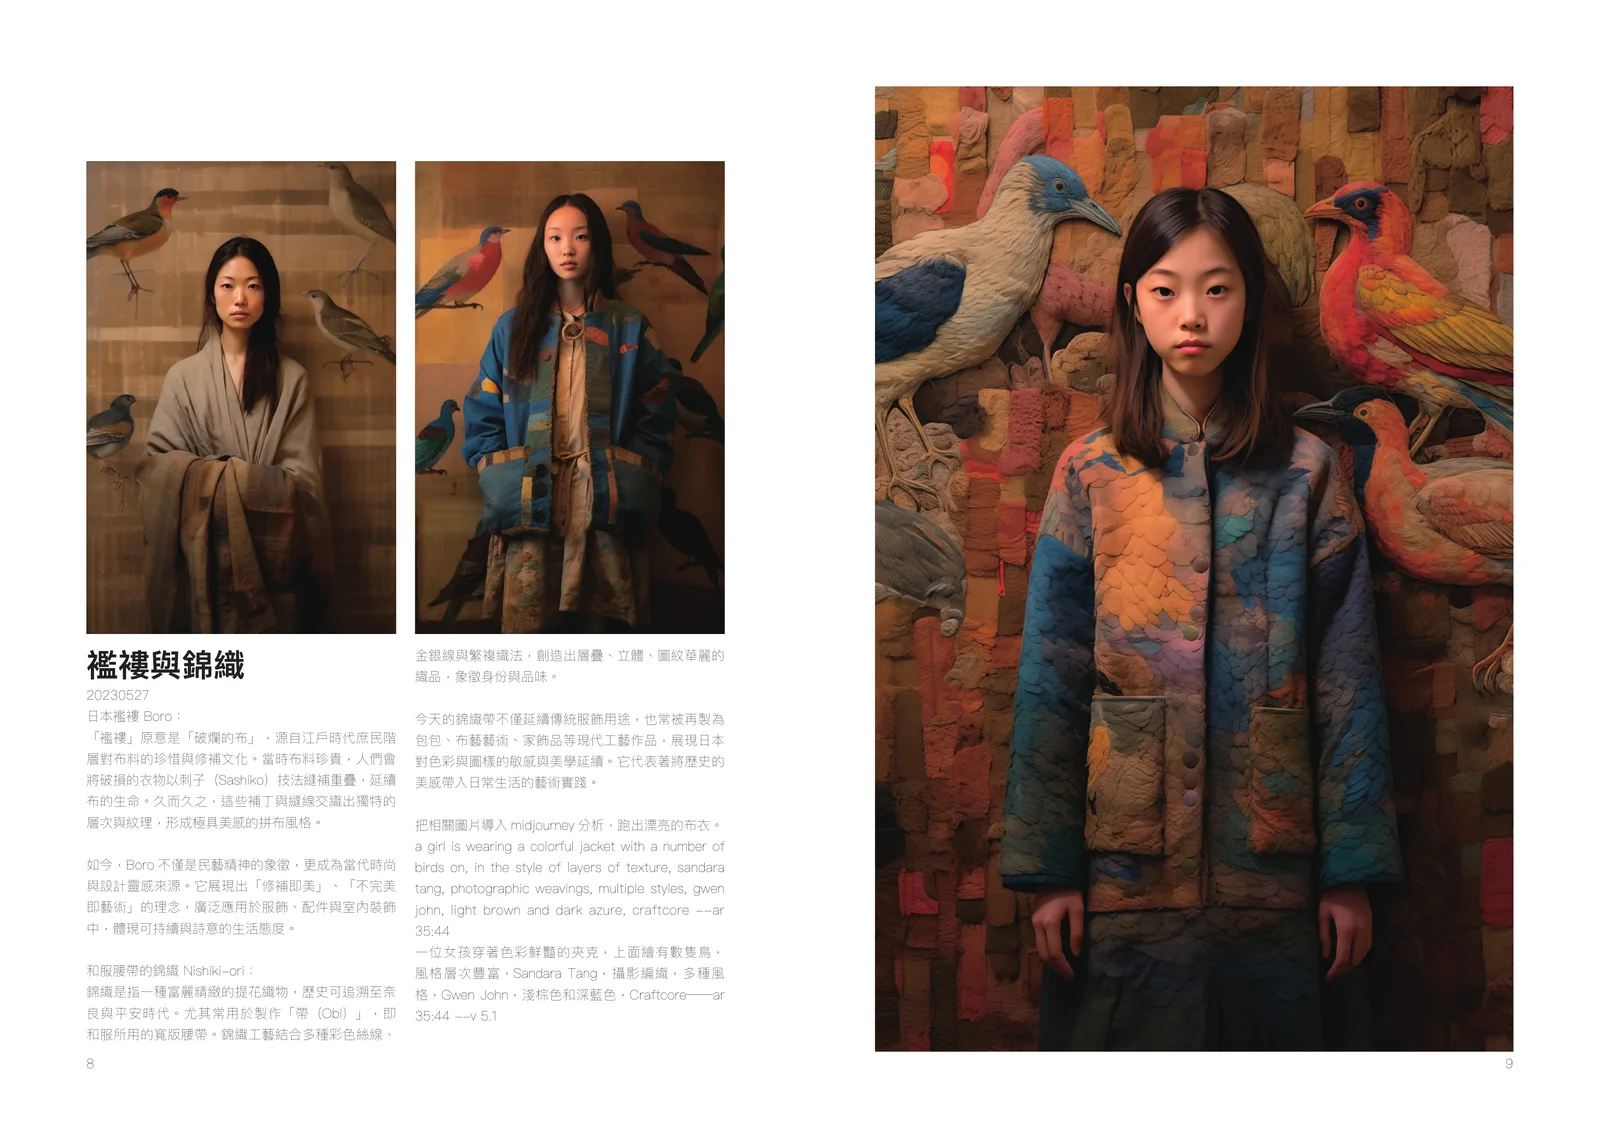 襤褸與錦織
20230527
日本襤褸 Boro：
「襤褸」原意是「破爛的布」，源自江戶時代庶民階
層對布料的珍惜與修補文化。當時布料珍貴，人們會
將破損的衣物以刺子（Sashiko）技法縫補重疊，延續
布的生命。久而久之，這些補丁與縫線交織出獨特的
層次與紋理，形成極具美感的拼布風格。
如今，Boro 不僅是民藝精神的象徵，更成為當代時尚
與設計靈感來源。它展現出「修補即美」、「不完美
即藝術」的理念，廣泛應用於服飾、配件與室內裝飾
中，體現可持續與詩意的生活態度。
和服腰帶的錦織 Nishiki-ori：
錦織是指一種富麗精緻的提花織物，歷史可追溯至奈
良與平安時代。尤其常用於製作「帶（Obi）」，即
和服所用的寬版腰帶。錦織工藝結合多種彩色絲線、
8
金銀線與繁複織法，創造出層疊、立體、圖紋華麗的
織品，象徵身份與品味。
今天的錦織帶不僅延續傳統服飾用途，也常被再製為
包包、布藝藝術、家飾品等現代工藝作品，展現日本
對色彩與圖樣的敏感與美學延續。它代表著將歷史的
美感帶入日常生活的藝術實踐。
把相關圖片導入 midjourney 分析，跑出漂亮的布衣。
a girl is wearing a colorful jacket with a number of
birds on, in the style of layers of texture, sandara
tang, photographic weavings, multiple styles, gwen
john, light brown and dark azure, craftcore --ar
35:44
一位女孩穿著色彩鮮豔的夾克，上面繪有數隻鳥，
風格層次豐富，Sandara Tang，攝影編織，多種風
格，Gwen John，淺棕色和深藍色，Craftcore——ar
35:44 --v 5.1
9